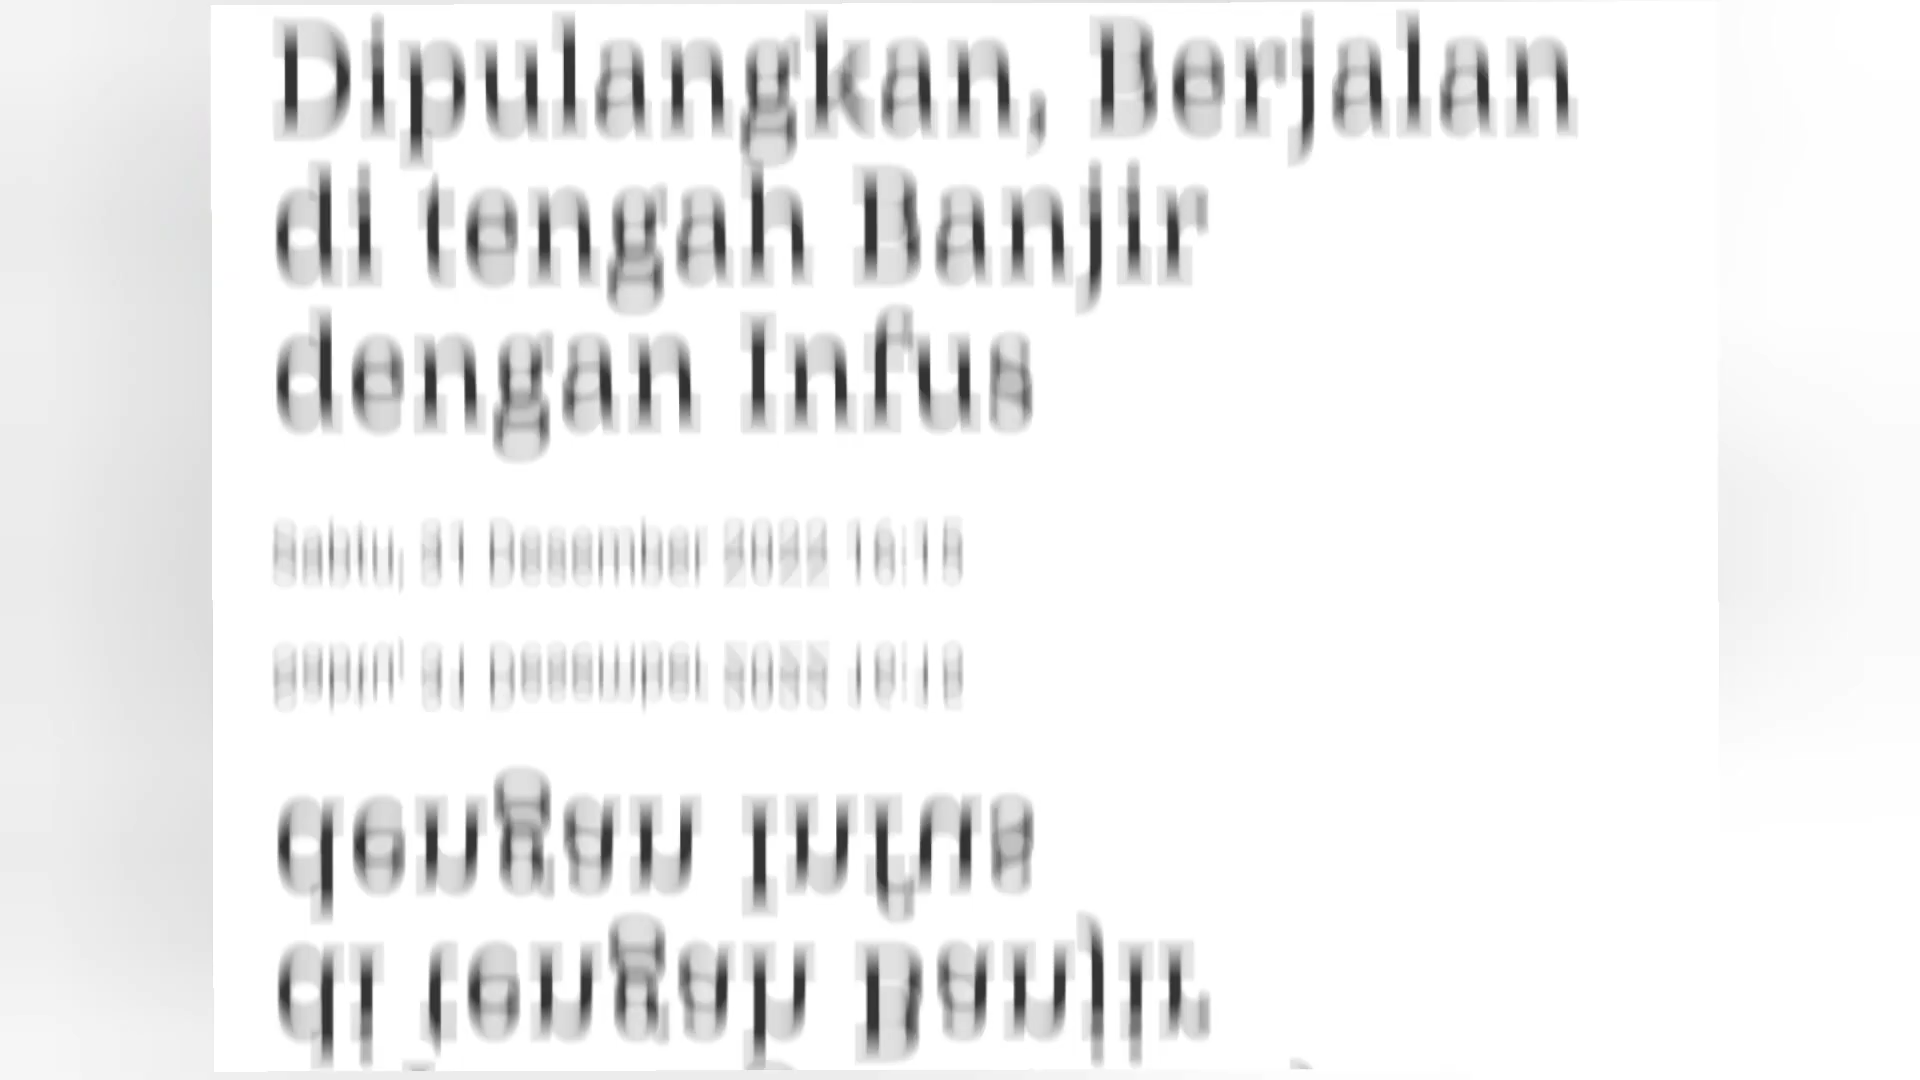 Dipulangkan, Berjalan
di tengah Banjir
dengan Infus
Sabtu, 31 Desember 2022 16:15